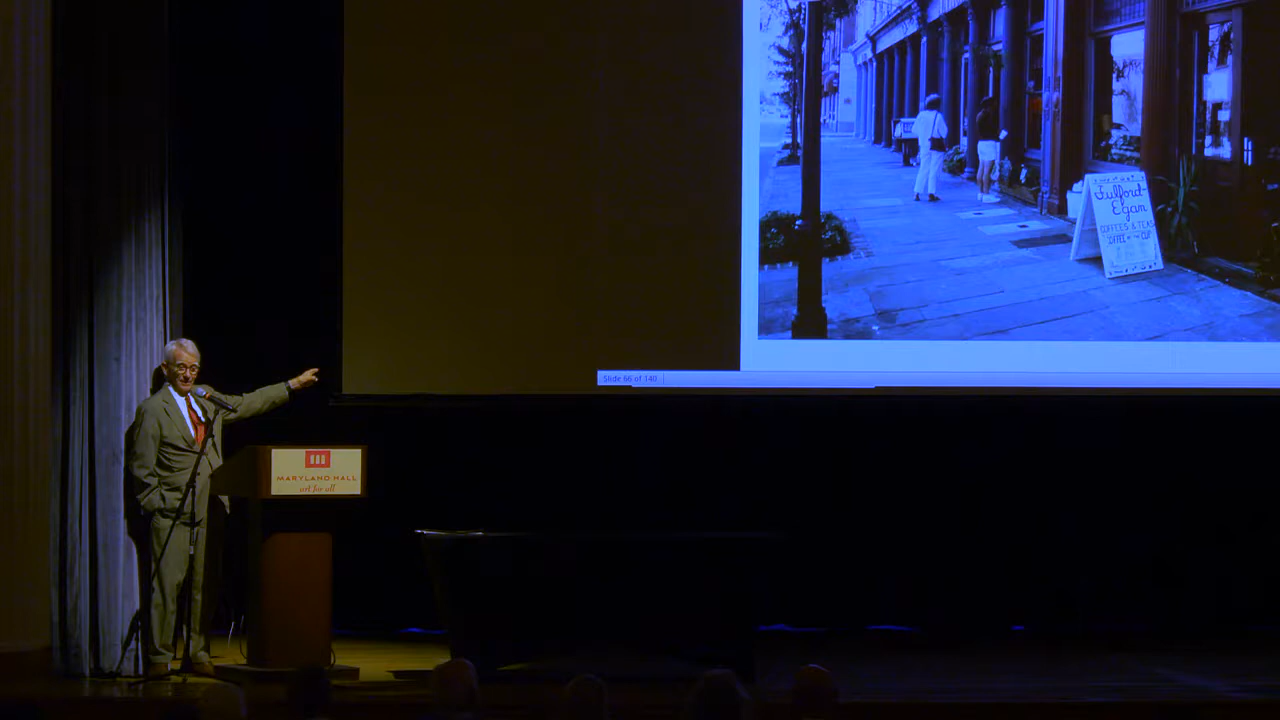 Fulford-
Egan
COFFEES & TEAS
Slide 66 of 140
MARYLAND HALL
art for all